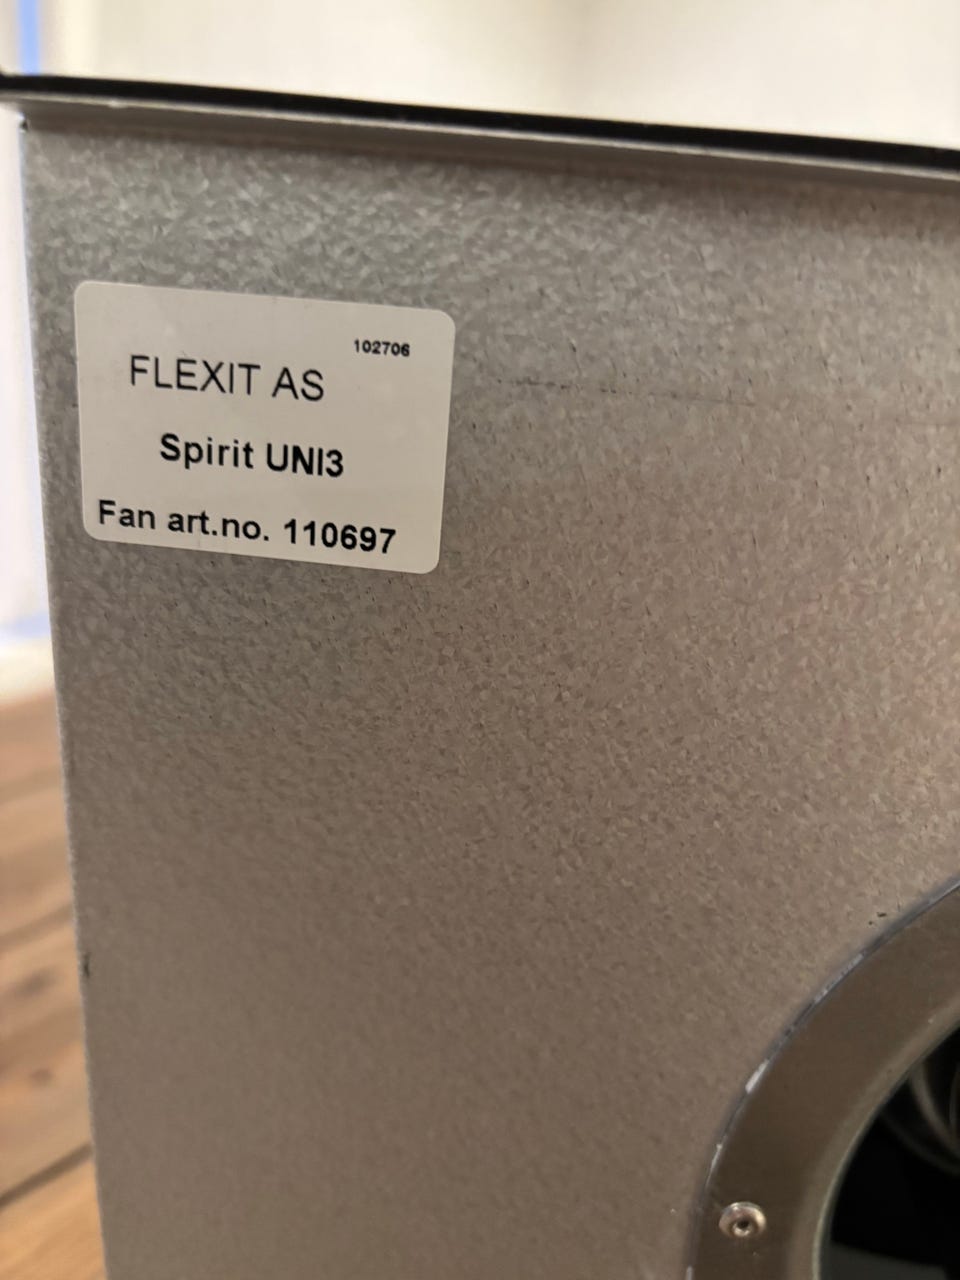 102706
FLEXIT AS
Spirit UNI3
Fan art.no. 110697